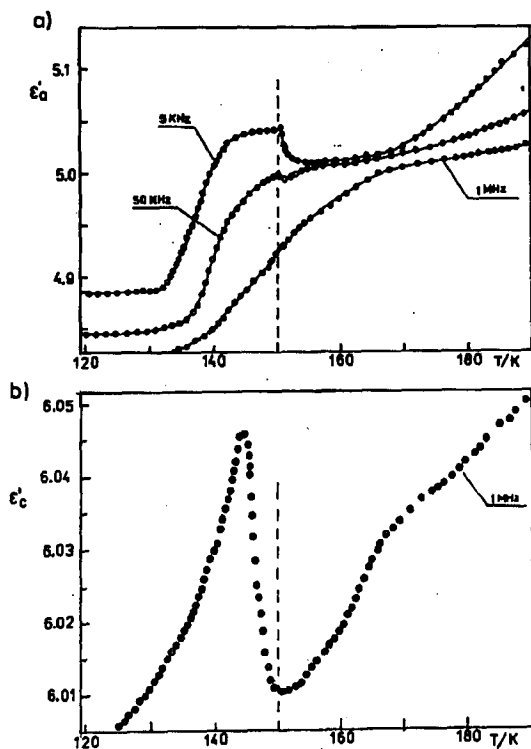 a)
5.1
ε'a
5 KHz
5.0
50 KHz
1 MHz
4.9
120 140 160 180 T/K
b)
6.05
ε'c
6.04
1 MHz
6.03
6.02
6.01
120 140 160 180 T/K